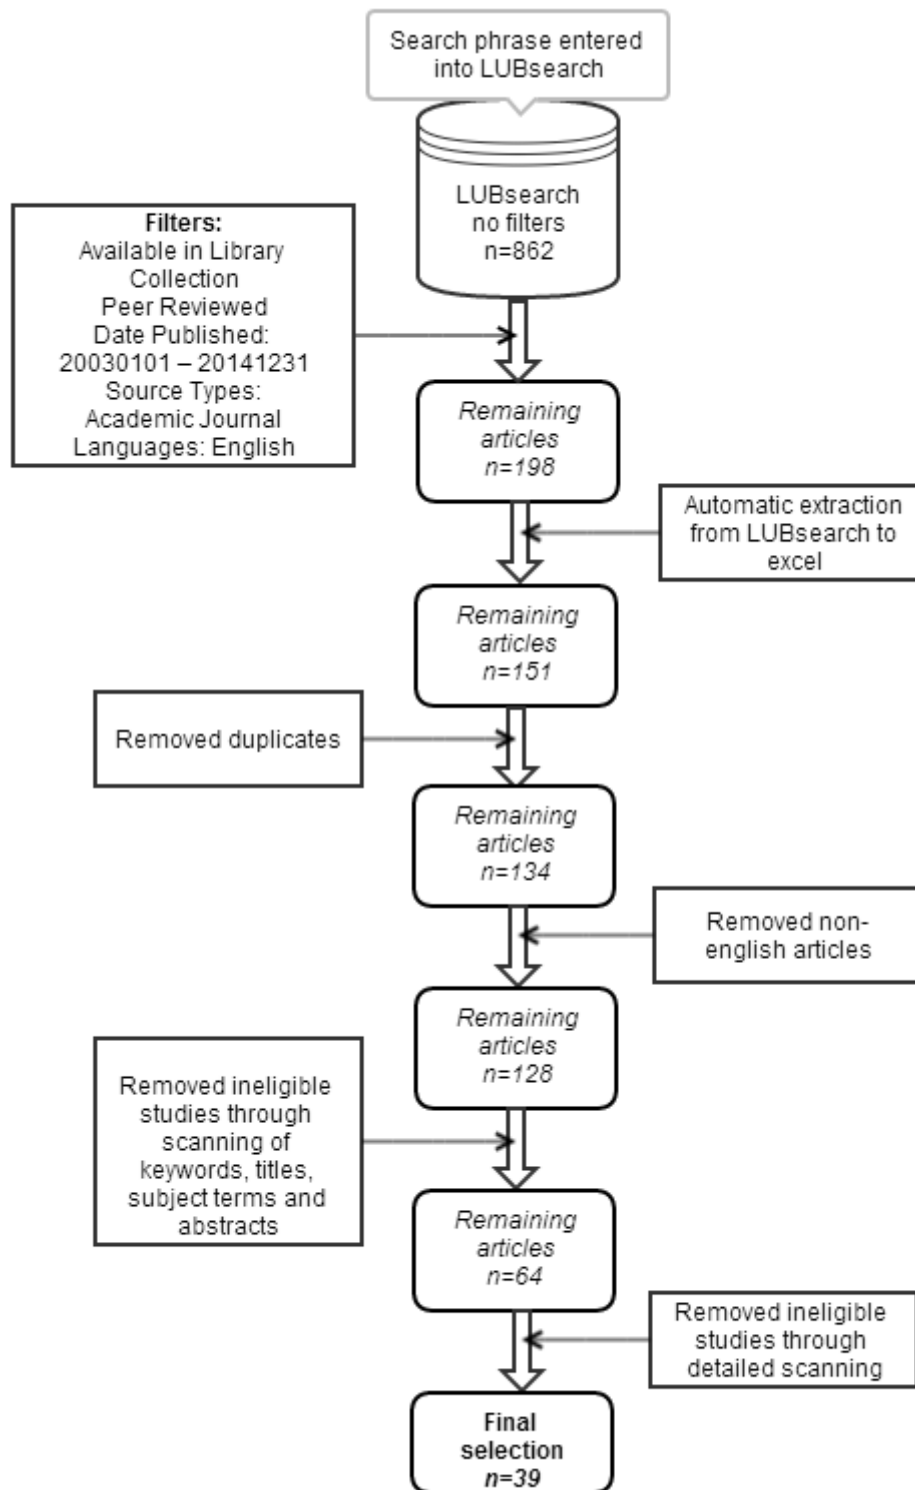 Search phrase entered
into LUBsearch
LUBsearch
no filters
n=862
Filters:
Available in Library
Collection
Peer Reviewed
Date Published:
20030101 – 20141231
Source Types:
Academic Journal
Languages: English
Remaining
articles
n=198
Automatic extraction
from LUBsearch to
excel
Remaining
articles
n=151
Removed duplicates
Remaining
articles
n=134
Removed non-
english articles
Remaining
articles
n=128
Removed ineligible
studies through
scanning of
keywords, titles,
subject terms and
abstracts
Remaining
articles
n=64
Removed ineligible
studies through
detailed scanning
Final
selection
n=39